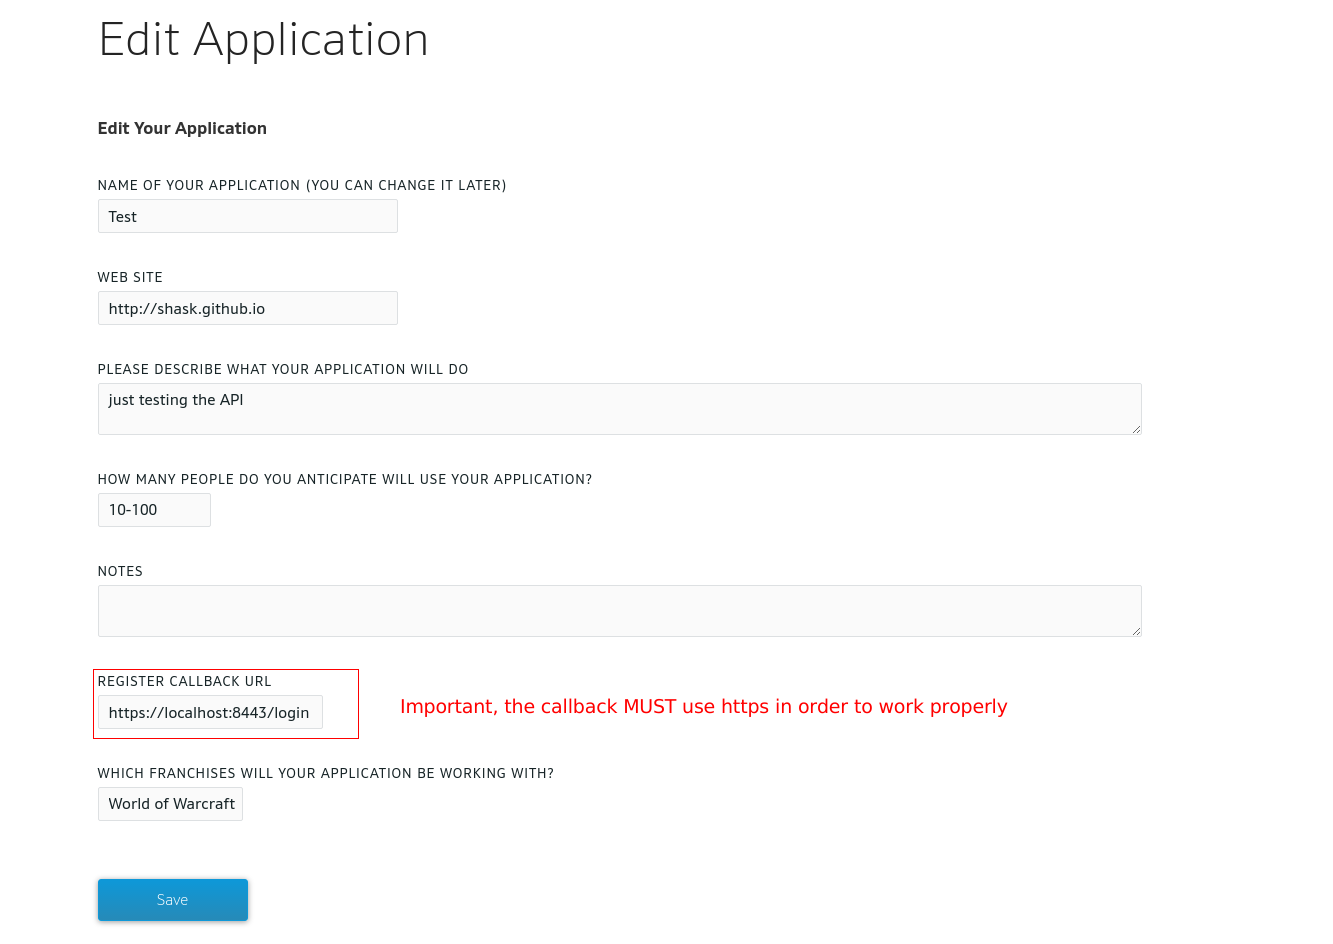 Edit Application
Edit Your Application
NAME OF YOUR APPLICATION (YOU CAN CHANGE IT LATER)
Test
WEB SITE
http://shask.github.io
PLEASE DESCRIBE WHAT YOUR APPLICATION WILL DO
just testing the API
HOW MANY PEOPLE DO YOU ANTICIPATE WILL USE YOUR APPLICATION?
10-100
NOTES
REGISTER CALLBACK URL
https://localhost:8443/login
Important, the callback MUST use https in order to work properly
WHICH FRANCHISES WILL YOUR APPLICATION BE WORKING WITH?
World of Warcraft
Save